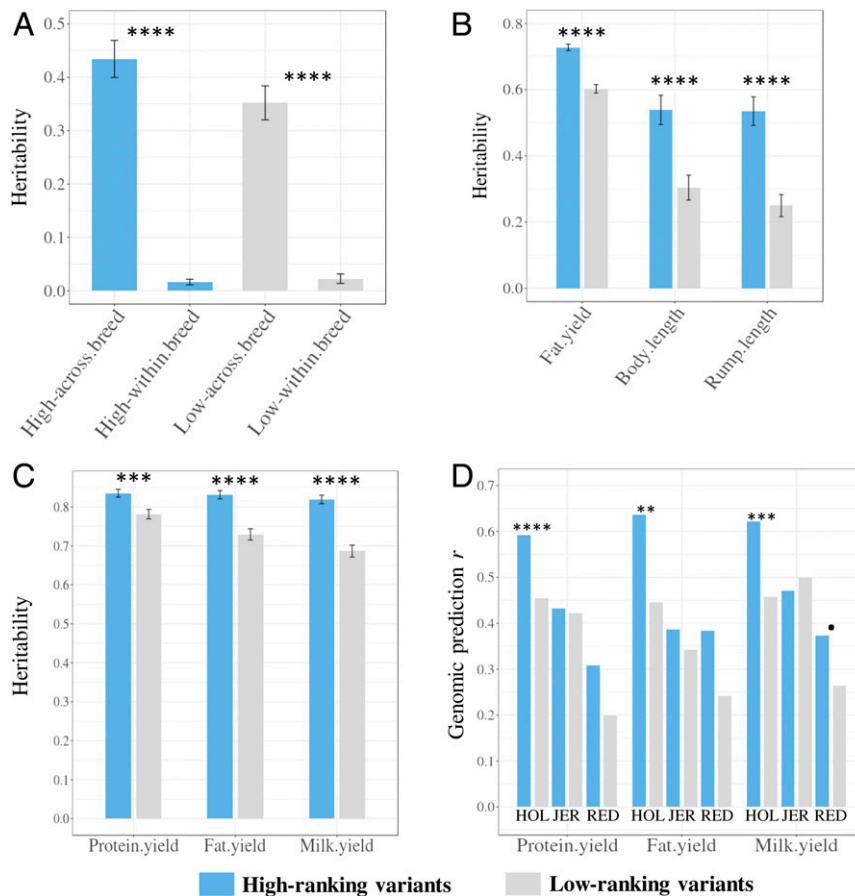 A
Heritability
0.5
0.4
0.3
0.2
0.1
0.0
****
****
High-across.breed
High-within.breed
Low-across.breed
Low-within.breed
B
Heritability
0.8
0.6
0.4
0.2
0.0
****
****
****
Fat.yield
Body.length
Rump.length
C
Heritability
0.8
0.7
0.6
0.5
0.4
0.3
0.2
0.1
0.0
***
****
****
Protein.yield
Fat.yield
Milk.yield
D
Genomic prediction r
0.7
0.6
0.5
0.4
0.3
0.2
0.1
0.0
****
**
***
•
HOL JER RED HOL JER RED HOL JER RED
Protein.yield
Fat.yield
Milk.yield
High-ranking variants
Low-ranking variants